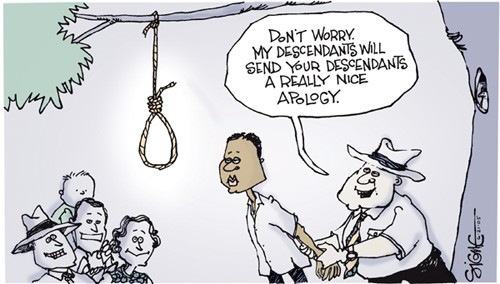 DON'T WORRY.
MY DESCENDANTS WILL
SEND YOUR DESCENDANTS
A REALLY NICE
APOLOGY.
SIGNE